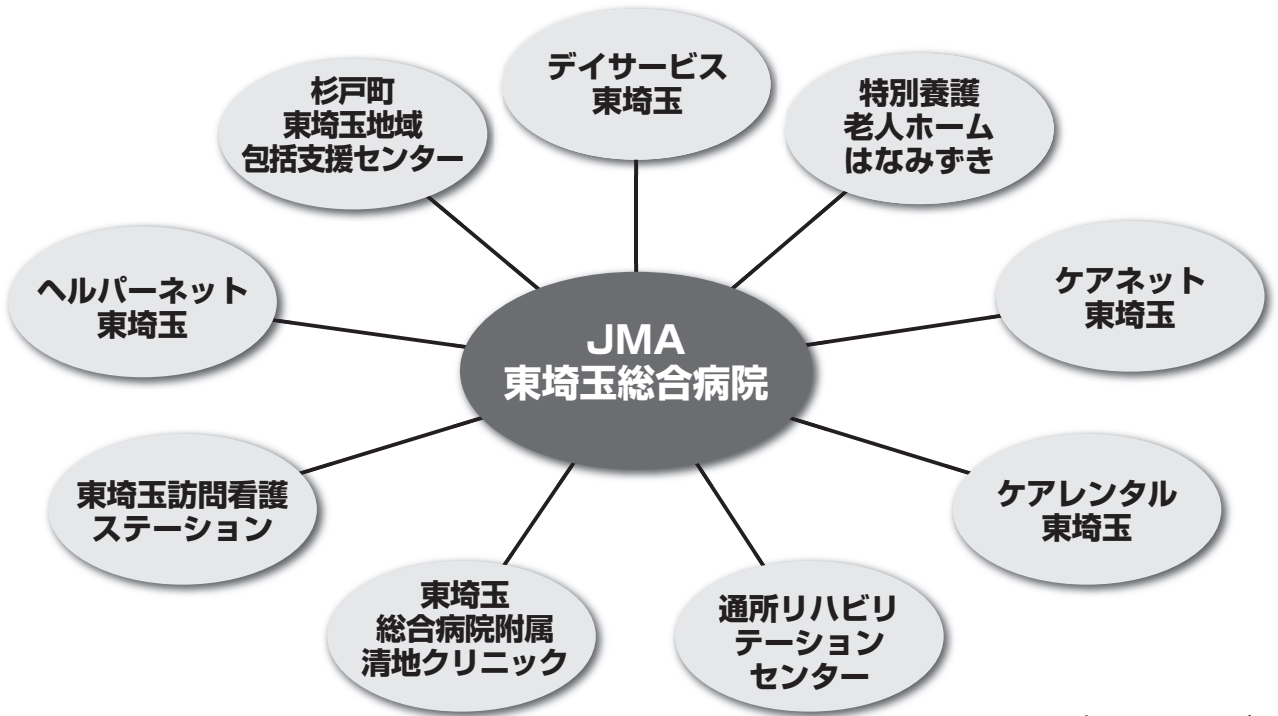 デイサービス
東埼玉
杉戸町
東埼玉地域
包括支援センター
特別養護
老人ホーム
はなみずき
ヘルパーネット
東埼玉
ケアネット
東埼玉
JMA
東埼玉総合病院
東埼玉訪問看護
ステーション
ケアレンタル
東埼玉
東埼玉
総合病院附属
清地クリニック
通所リハビリ
テーション
センター